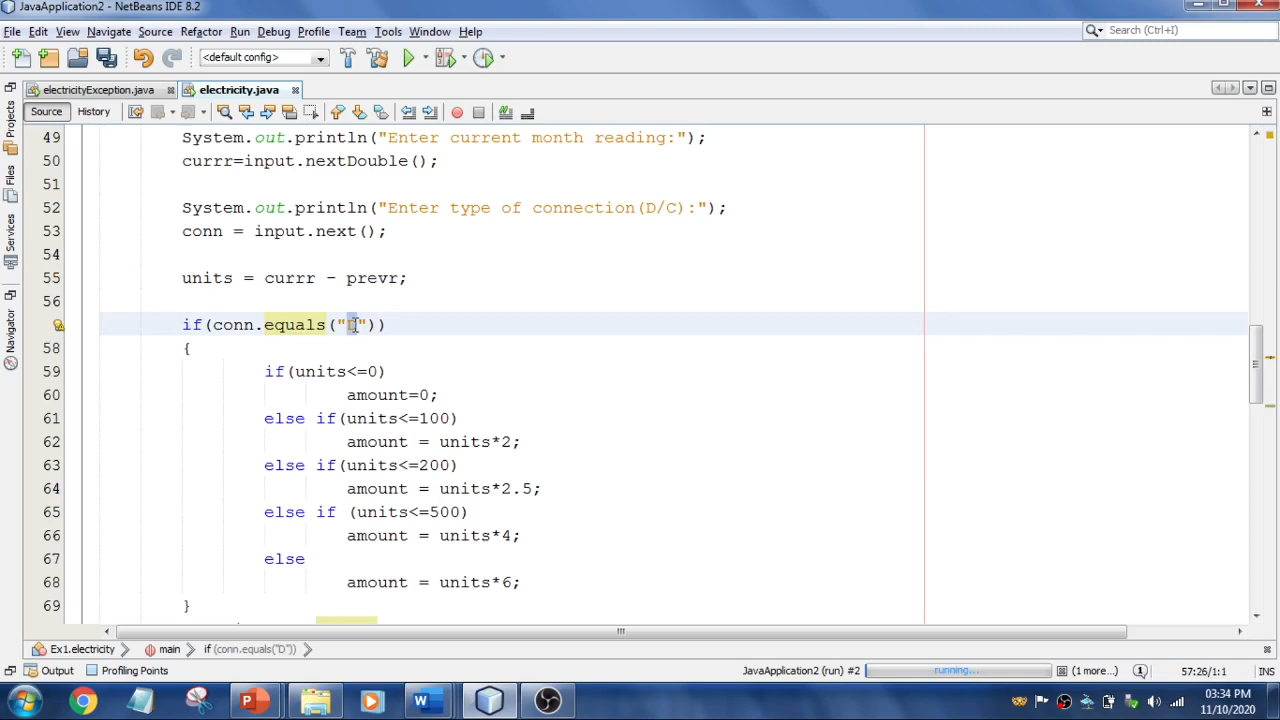 JavaApplication2 - NetBeans IDE 8.2
File Edit View Navigate Source Refactor Run Debug Profile Team Tools Window Help
Search (Ctrl+I)
<default config>
electricityException.java electricity.java
Source History
Projects
Files
Services
Navigator
49 System.out.println("Enter current month reading:");
50 currr=input.nextDouble();
51
52 System.out.println("Enter type of connection(D/C):");
53 conn = input.next();
54
55 units = currr - prevr;
56
if(conn.equals("D"))
58 {
59 if(units<=0)
60 amount=0;
61 else if(units<=100)
62 amount = units*2;
63 else if(units<=200)
64 amount = units*2.5;
65 else if (units<=500)
66 amount = units*4;
67 else
68 amount = units*6;
69 }
Ex1.electricity main if (conn.equals("D"))
Output Profiling Points JavaApplication2 (run) #2 running... (1 more...) 57:26/1:1 INS
03:34 PM
11/10/2020